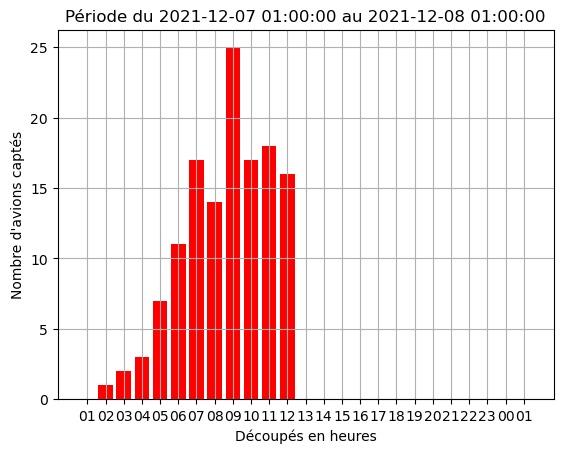 Période du 2021-12-07 01:00:00 au 2021-12-08 01:00:00
25
20
15
10
5
0
Nombre d'avions captés
01 02 03 04 05 06 07 08 09 10 11 12 13 14 15 16 17 18 19 20 21 22 23 00 01
Découpés en heures